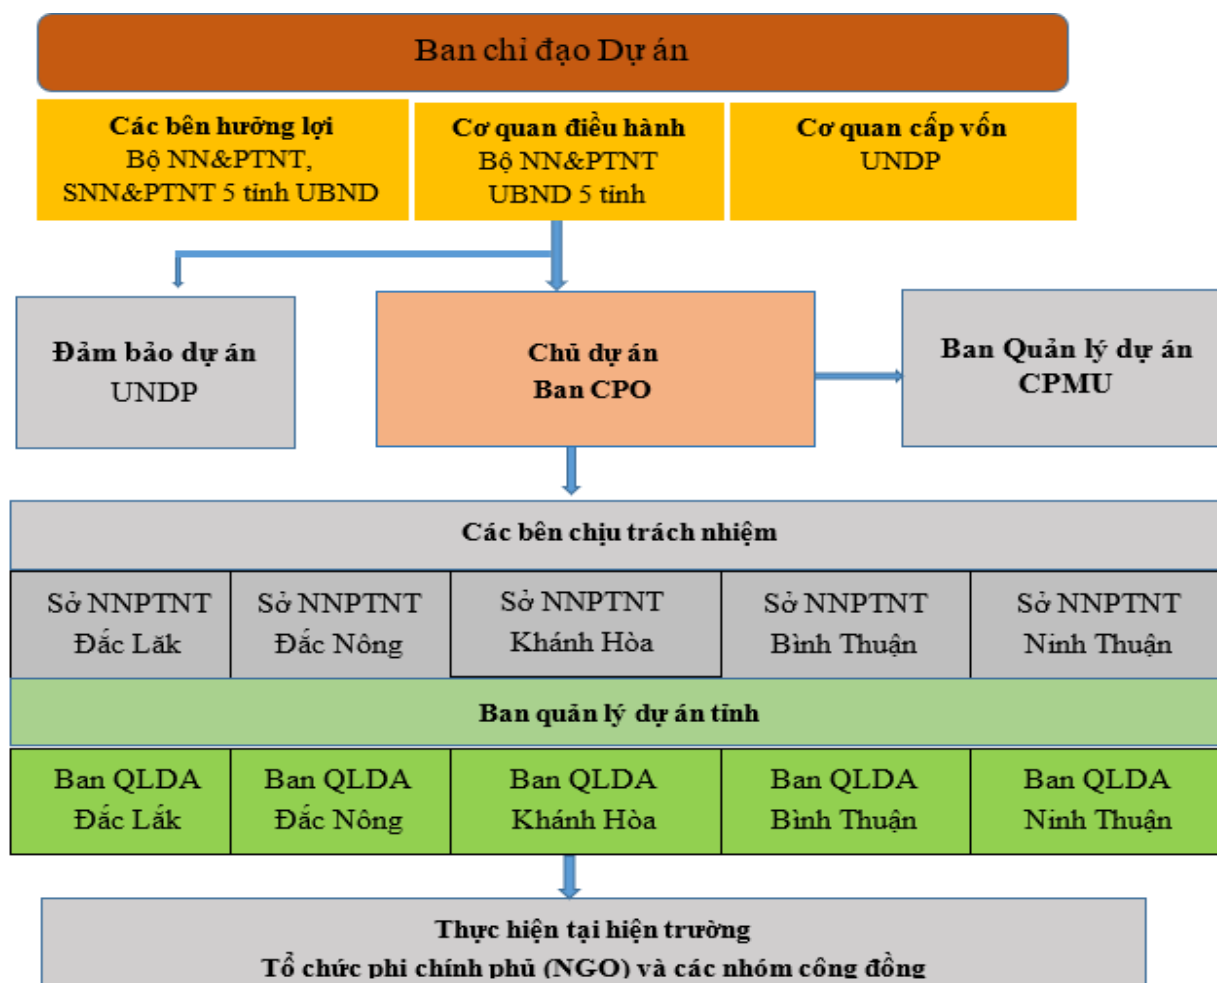 Ban chỉ đạo Dự án
Các bên hưởng lợi
Bộ NN&PTNT,
SNN&PTNT 5 tỉnh UBND
Cơ quan điều hành
Bộ NN&PTNT
UBND 5 tỉnh
Cơ quan cấp vốn
UNDP
Đảm bảo dự án
UNDP
Chủ dự án
Ban CPO
Ban Quản lý dự án
CPMU
Các bên chịu trách nhiệm
Sở NNPTNT
Đắc Lăk
Sở NNPTNT
Đắc Nông
Sở NNPTNT
Khánh Hòa
Sở NNPTNT
Bình Thuận
Sở NNPTNT
Ninh Thuận
Ban quản lý dự án tỉnh
Ban QLDA
Đắc Lắk
Ban QLDA
Đắc Nông
Ban QLDA
Khánh Hòa
Ban QLDA
Bình Thuận
Ban QLDA
Ninh Thuận
Thực hiện tại hiện trường
Tổ chức phi chính phủ (NGO) và các nhóm công đồng